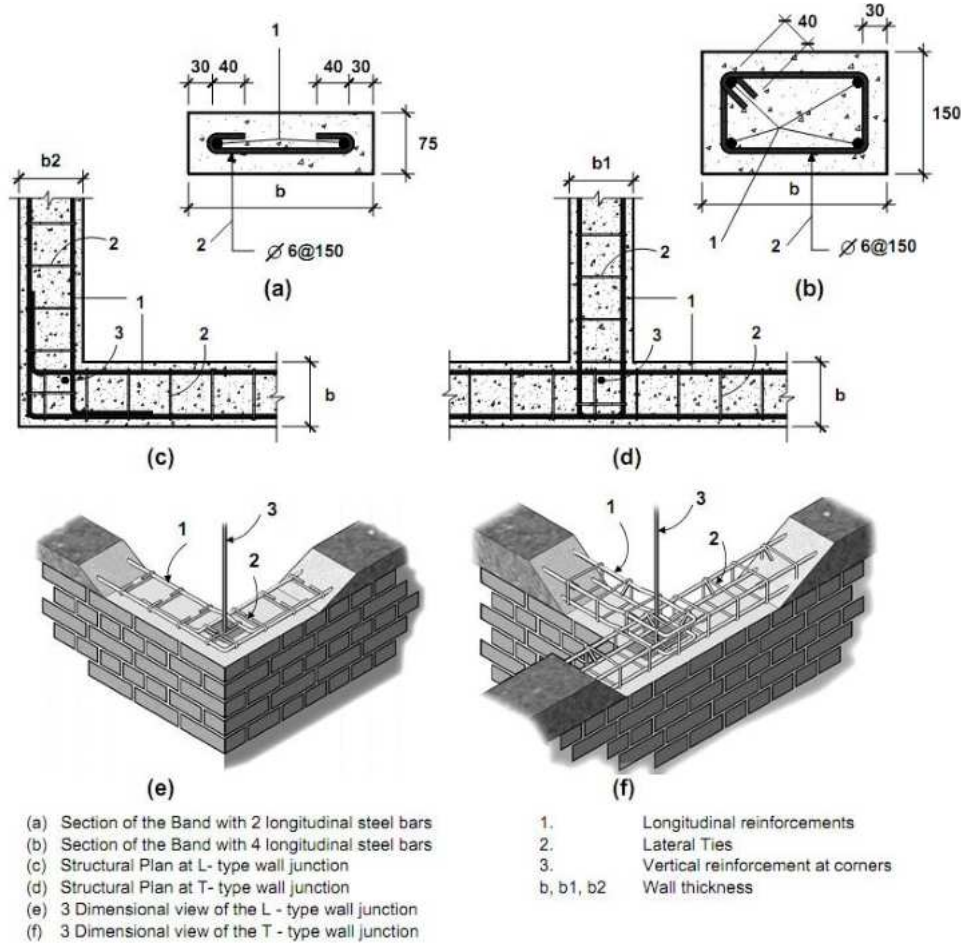 1
40
30
30 40 40 30
150
75
b2
b
b1
b
2
Ø 6@150
1
2
Ø 6@150
2
(a)
2
(b)
1
1
3
2
3
2
b
b
(c)
(d)
3
1
2
3
1
2
(e)
(f)
(a) Section of the Band with 2 longitudinal steel bars
(b) Section of the Band with 4 longitudinal steel bars
(c) Structural Plan at L- type wall junction
(d) Structural Plan at T- type wall junction
(e) 3 Dimensional view of the L - type wall junction
(f) 3 Dimensional view of the T - type wall junction
1. Longitudinal reinforcements
2. Lateral Ties
3. Vertical reinforcement at corners
b, b1, b2 Wall thickness